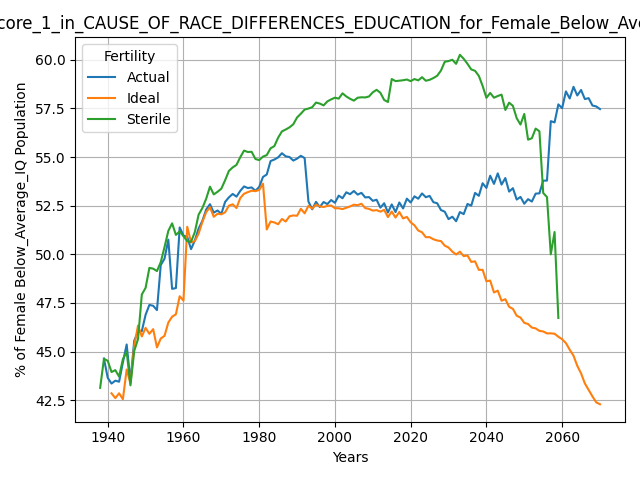 core_1_in_CAUSE_OF_RACE_DIFFERENCES_EDUCATION_for_Female_Below_Ave
Fertility
Actual
Ideal
Sterile
% of Female Below_Average_IQ Population
60.0
57.5
55.0
52.5
50.0
47.5
45.0
42.5
1940 1960 1980 2000 2020 2040 2060
Years